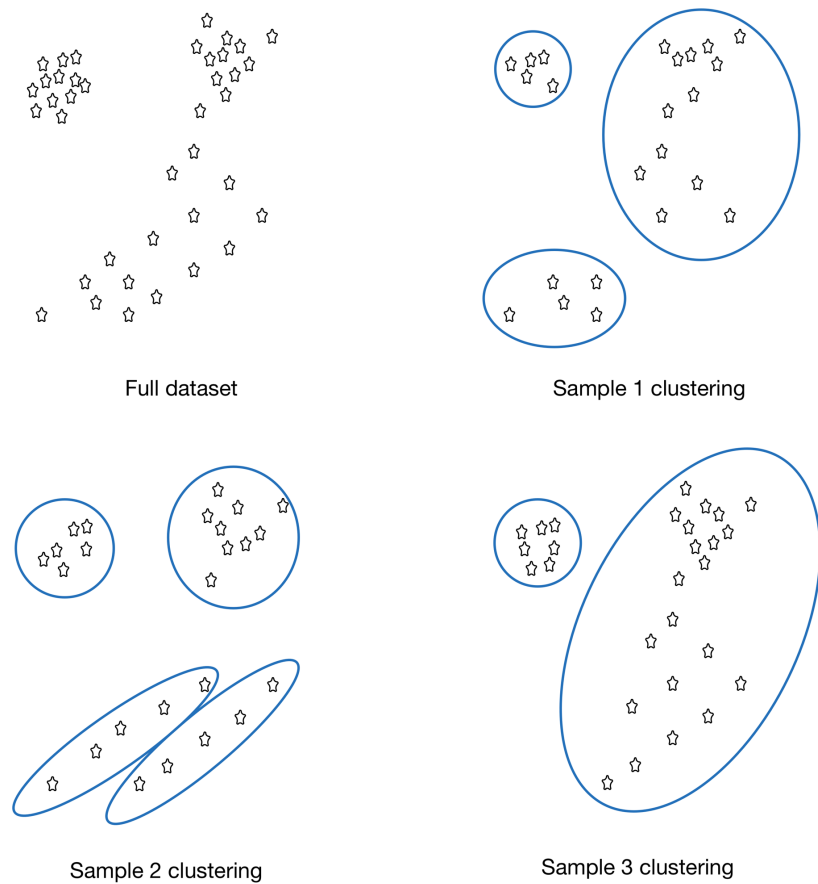 Full dataset
Sample 1 clustering
Sample 2 clustering
Sample 3 clustering